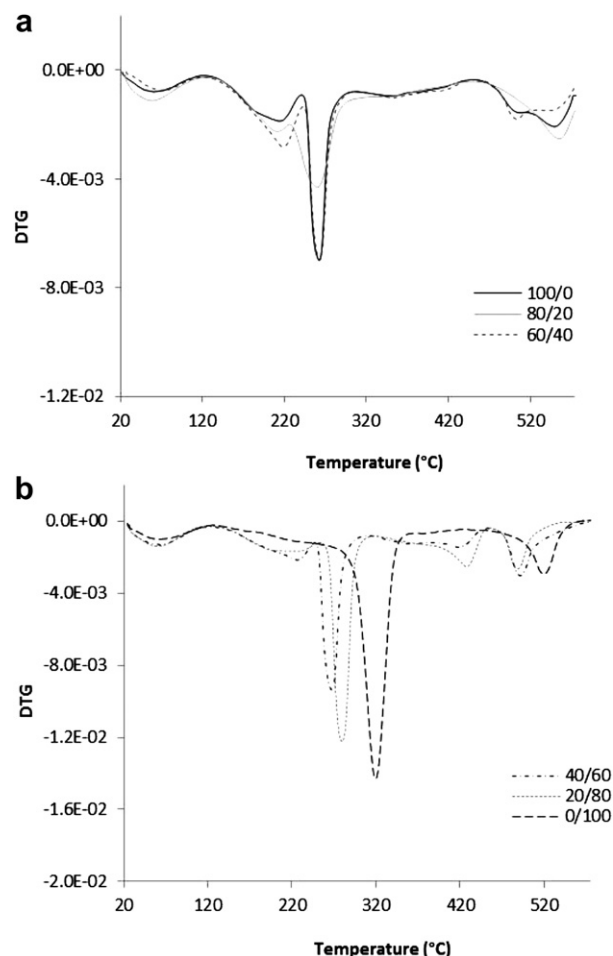 a
0.0E+00
-4.0E-03
DTG
-8.0E-03
100/0
80/20
60/40
-1.2E-02
20 120 220 320 420 520
Temperature (°C)
b
0.0E+00
-4.0E-03
-8.0E-03
DTG
-1.2E-02
40/60
20/80
0/100
-1.6E-02
-2.0E-02
20 120 220 320 420 520
Temperature (°C)